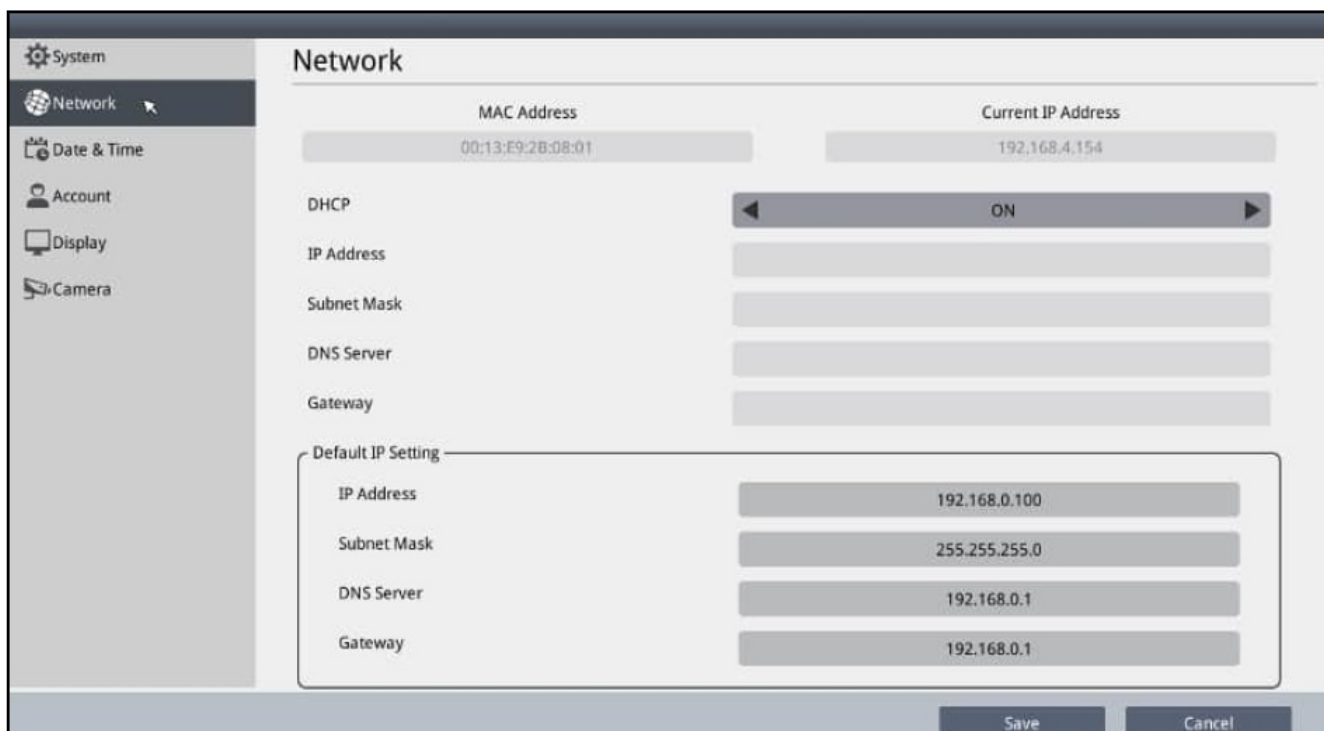 System
Network
Date & Time
Account
Display
Camera
Network
MAC Address Current IP Address
00:13:E9:2B:08:01 192.168.4.154
DHCP ON
IP Address
Subnet Mask
DNS Server
Gateway
Default IP Setting
IP Address 192.168.0.100
Subnet Mask 255.255.255.0
DNS Server 192.168.0.1
Gateway 192.168.0.1
Save Cancel